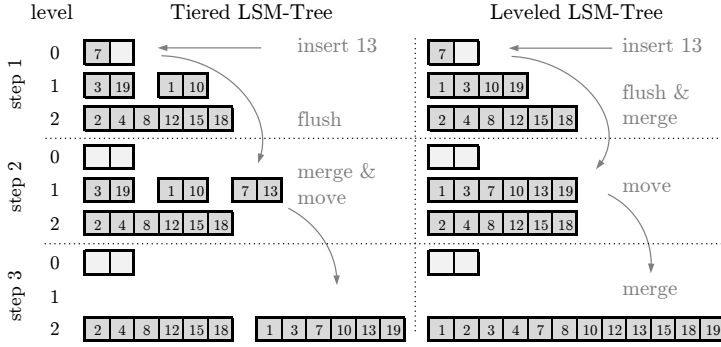 level Tiered LSM-Tree Leveled LSM-Tree
step 1
0 7 insert 13 7 insert 13
1 3 19 1 10 1 3 10 19 flush &
2 2 4 8 12 15 18 flush 2 4 8 12 15 18 merge
step 2
0 merge &
1 3 19 1 10 7 13 move 1 3 7 10 13 19 move
2 2 4 8 12 15 18 2 4 8 12 15 18
step 3
0
1 merge
2 2 4 8 12 15 18 1 3 7 10 13 19 1 2 3 4 7 8 10 12 13 15 18 19